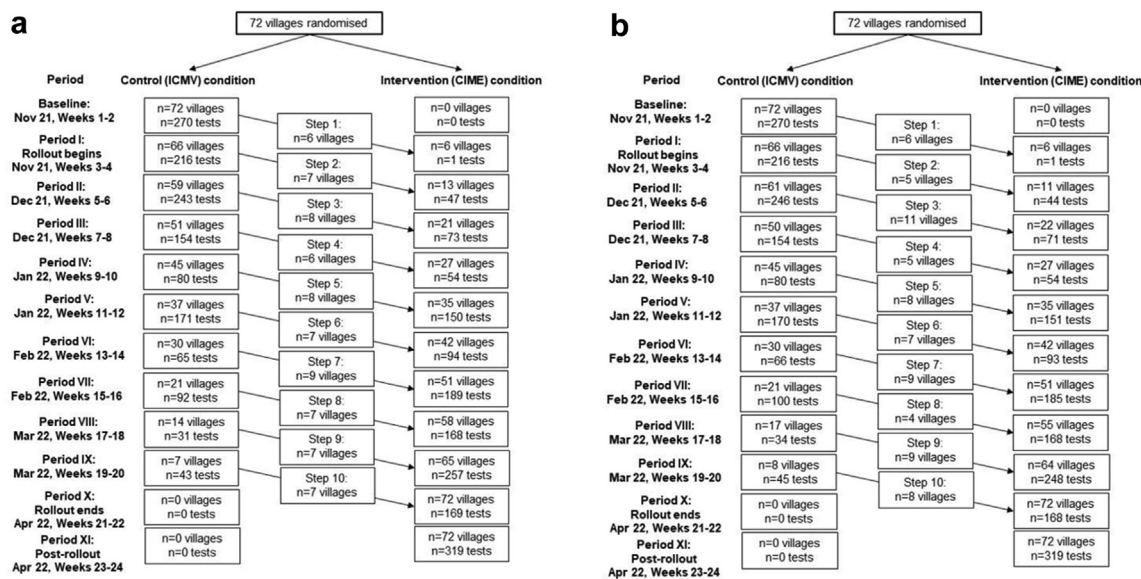 a
72 villages randomised
Period
Control (ICMV) condition
Intervention (CIME) condition
Baseline:
Nov 21, Weeks 1-2
n=72 villages
n=270 tests
n=0 villages
n=0 tests
Step 1:
n=6 villages
Period I:
Rollout begins
Nov 21, Weeks 3-4
n=66 villages
n=216 tests
n=6 villages
n=1 tests
Step 2:
n=7 villages
Period II:
Dec 21, Weeks 5-6
n=59 villages
n=243 tests
n=13 villages
n=47 tests
Step 3:
n=8 villages
Period III:
Dec 21, Weeks 7-8
n=51 villages
n=154 tests
n=21 villages
n=73 tests
Step 4:
n=6 villages
Period IV:
Jan 22, Weeks 9-10
n=45 villages
n=80 tests
n=27 villages
n=54 tests
Step 5:
n=8 villages
Period V:
Jan 22, Weeks 11-12
n=37 villages
n=171 tests
n=35 villages
n=150 tests
Step 6:
n=7 villages
Period VI:
Feb 22, Weeks 13-14
n=30 villages
n=65 tests
n=42 villages
n=94 tests
Step 7:
n=9 villages
Period VII:
Feb 22, Weeks 15-16
n=21 villages
n=92 tests
n=51 villages
n=189 tests
Step 8:
n=7 villages
Period VIII:
Mar 22, Weeks 17-18
n=14 villages
n=31 tests
n=58 villages
n=168 tests
Step 9:
n=7 villages
Period IX:
Mar 22, Weeks 19-20
n=7 villages
n=43 tests
n=65 villages
n=257 tests
Step 10:
n=7 villages
Period X:
Rollout ends
Apr 22, Weeks 21-22
n=0 villages
n=0 tests
n=72 villages
n=169 tests
Period XI:
Post-rollout
Apr 22, Weeks 23-24
n=0 villages
n=0 tests
n=72 villages
n=319 tests
b
72 villages randomised
Period
Control (ICMV) condition
Intervention (CIME) condition
Baseline:
Nov 21, Weeks 1-2
n=72 villages
n=270 tests
n=0 villages
n=0 tests
Step 1:
n=6 villages
Period I:
Rollout begins
Nov 21, Weeks 3-4
n=66 villages
n=216 tests
n=6 villages
n=1 tests
Step 2:
n=5 villages
Period II:
Dec 21, Weeks 5-6
n=61 villages
n=246 tests
n=11 villages
n=44 tests
Step 3:
n=11 villages
Period III:
Dec 21, Weeks 7-8
n=50 villages
n=154 tests
n=22 villages
n=71 tests
Step 4:
n=5 villages
Period IV:
Jan 22, Weeks 9-10
n=45 villages
n=80 tests
n=27 villages
n=54 tests
Step 5:
n=8 villages
Period V:
Jan 22, Weeks 11-12
n=37 villages
n=170 tests
n=35 villages
n=151 tests
Step 6:
n=7 villages
Period VI:
Feb 22, Weeks 13-14
n=30 villages
n=66 tests
n=42 villages
n=93 tests
Step 7:
n=9 villages
Period VII:
Feb 22, Weeks 15-16
n=21 villages
n=100 tests
n=51 villages
n=185 tests
Step 8:
n=4 villages
Period VIII:
Mar 22, Weeks 17-18
n=17 villages
n=34 tests
n=55 villages
n=168 tests
Step 9:
n=9 villages
Period IX:
Mar 22, Weeks 19-20
n=8 villages
n=45 tests
n=64 villages
n=248 tests
Step 10:
n=8 villages
Period X:
Rollout ends
Apr 22, Weeks 21-22
n=0 villages
n=0 tests
n=72 villages
n=168 tests
Period XI:
Post-rollout
Apr 22, Weeks 23-24
n=0 villages
n=0 tests
n=72 villages
n=319 tests